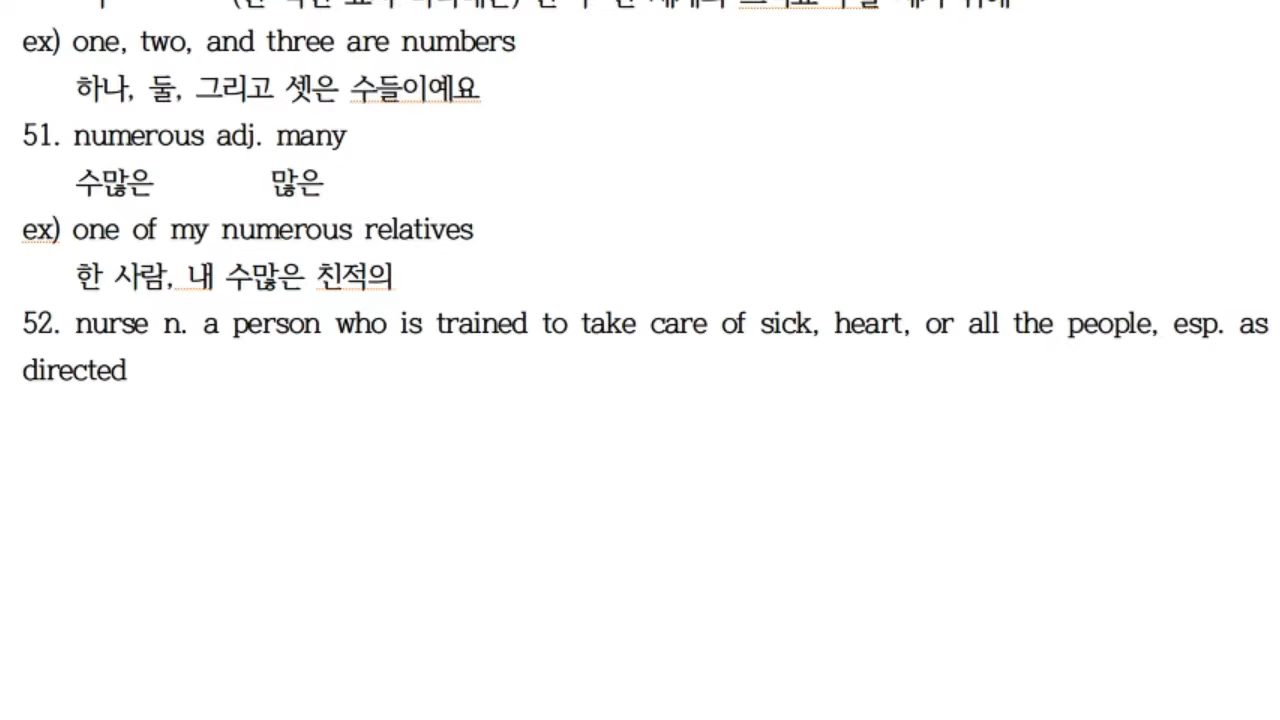 ex) one, two, and three are numbers
하나, 둘, 그리고 셋은 수들이예요
51. numerous adj. many
수많은 많은
ex) one of my numerous relatives
한 사람, 내 수많은 친적의
52. nurse n. a person who is trained to take care of sick, heart, or all the people, esp. as
directed